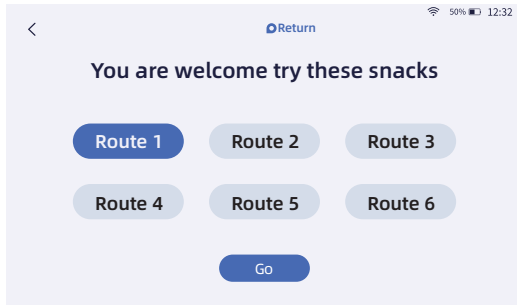 50% 12:32
Return
You are welcome try these snacks
Route 1 Route 2 Route 3
Route 4 Route 5 Route 6
Go